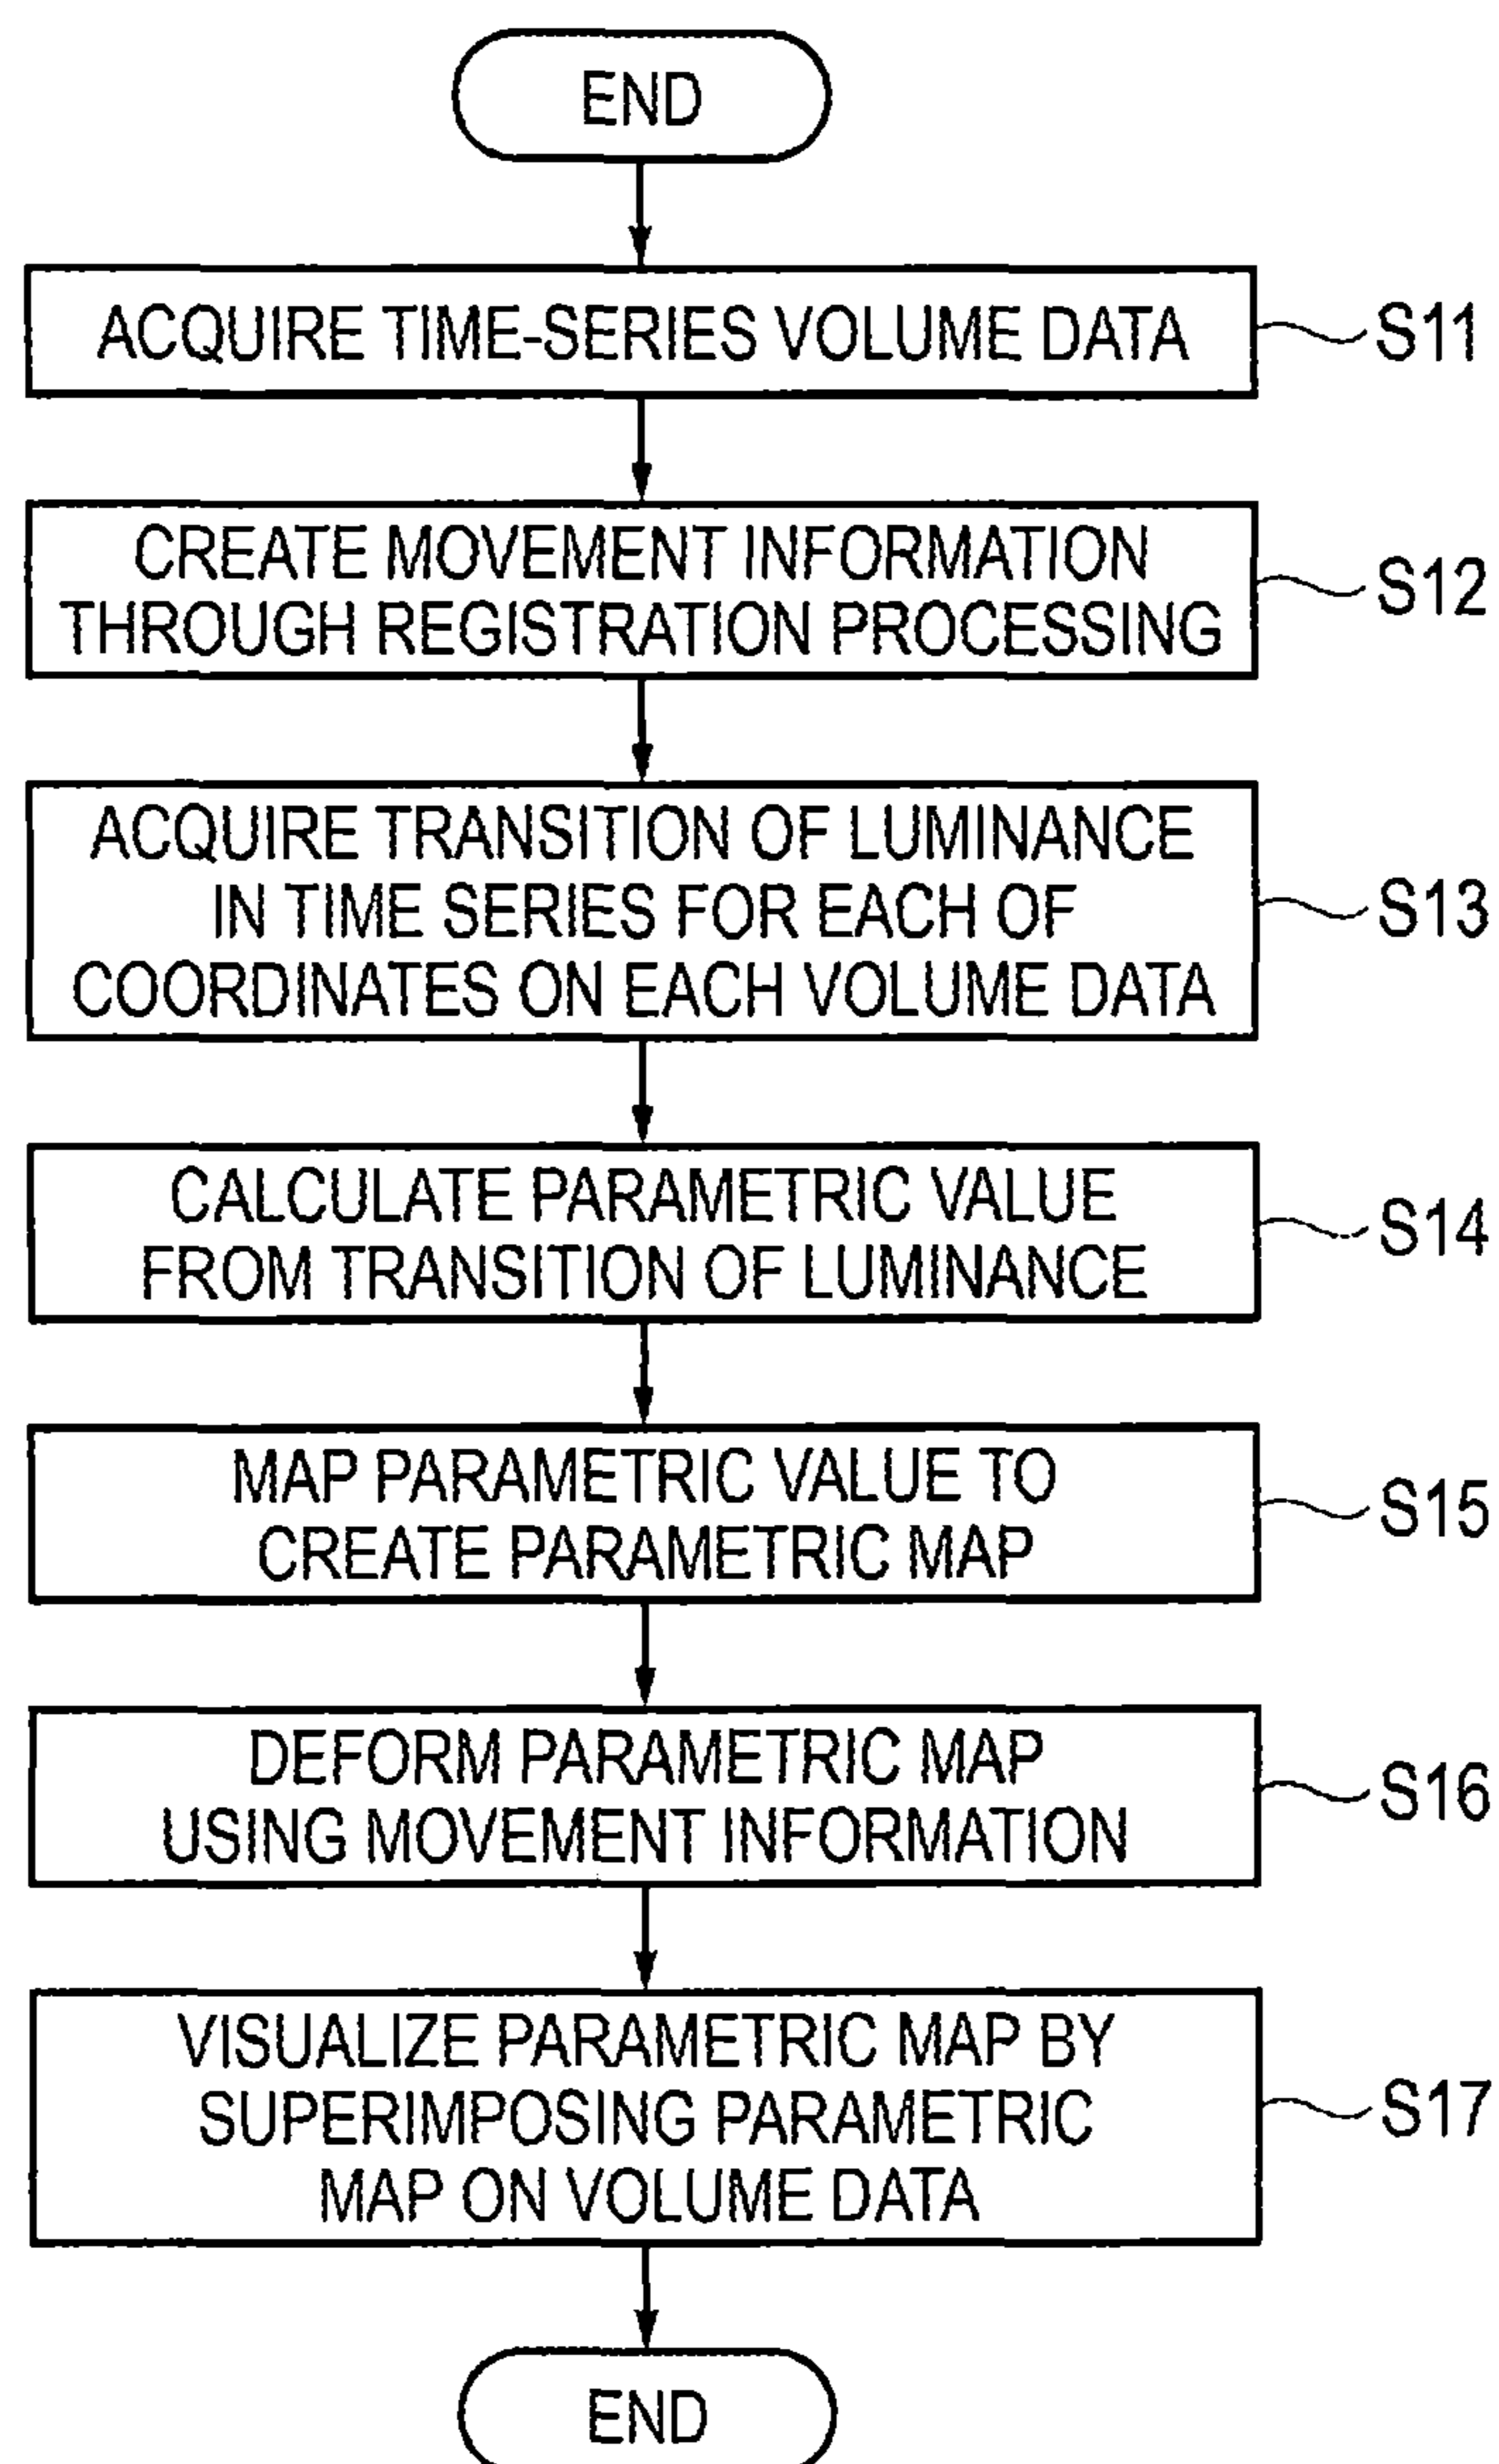 END
ACQUIRE TIME-SERIES VOLUME DATA
S11
CREATE MOVEMENT INFORMATION
THROUGH REGISTRATION PROCESSING
S12
ACQUIRE TRANSITION OF LUMINANCE
IN TIME SERIES FOR EACH OF
COORDINATES ON EACH VOLUME DATA
S13
CALCULATE PARAMETRIC VALUE
FROM TRANSITION OF LUMINANCE
S14
MAP PARAMETRIC VALUE TO
CREATE PARAMETRIC MAP
S15
DEFORM PARAMETRIC MAP
USING MOVEMENT INFORMATION
S16
VISUALIZE PARAMETRIC MAP BY
SUPERIMPOSING PARAMETRIC
MAP ON VOLUME DATA
S17
END